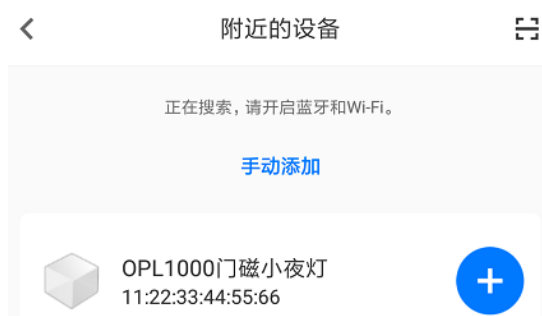 附近的设备
正在搜索，请开启蓝牙和Wi-Fi。
手动添加
OPL1000门磁小夜灯
11:22:33:44:55:66